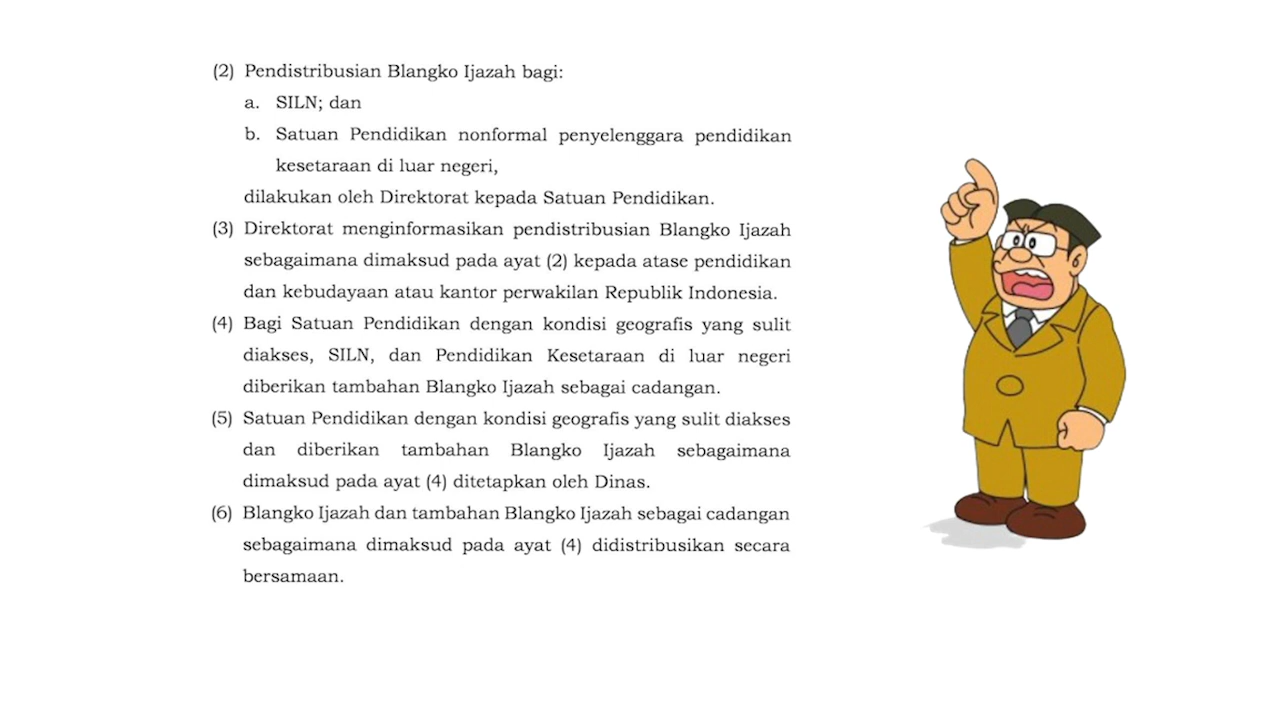 (2) Pendistribusian Blangko Ijazah bagi:
a. SILN; dan
b. Satuan Pendidikan nonformal penyelenggara pendidikan
kesetaraan di luar negeri,
dilakukan oleh Direktorat kepada Satuan Pendidikan.
(3) Direktorat menginformasikan pendistribusian Blangko Ijazah
sebagaimana dimaksud pada ayat (2) kepada atase pendidikan
dan kebudayaan atau kantor perwakilan Republik Indonesia.
(4) Bagi Satuan Pendidikan dengan kondisi geografis yang sulit
diakses, SILN, dan Pendidikan Kesetaraan di luar negeri
diberikan tambahan Blangko Ijazah sebagai cadangan.
(5) Satuan Pendidikan dengan kondisi geografis yang sulit diakses
dan diberikan tambahan Blangko Ijazah sebagaimana
dimaksud pada ayat (4) ditetapkan oleh Dinas.
(6) Blangko Ijazah dan tambahan Blangko Ijazah sebagai cadangan
sebagaimana dimaksud pada ayat (4) didistribusikan secara
bersamaan.